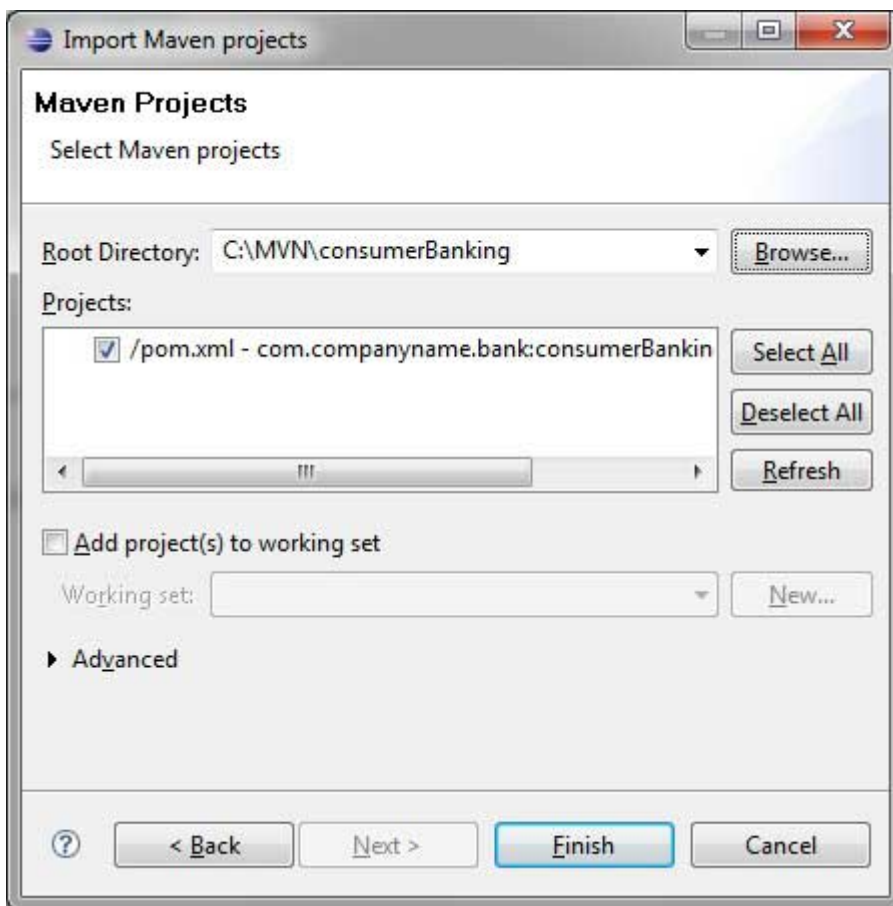 Import Maven projects
Maven Projects
Select Maven projects
Root Directory: C:\MVN\consumerBanking Browse...
Projects:
/pom.xml - com.companyname.bank:consumerBankin Select All
Deselect All
Refresh
Add project(s) to working set
Working set: New...
Advanced
? < Back Next > Finish Cancel